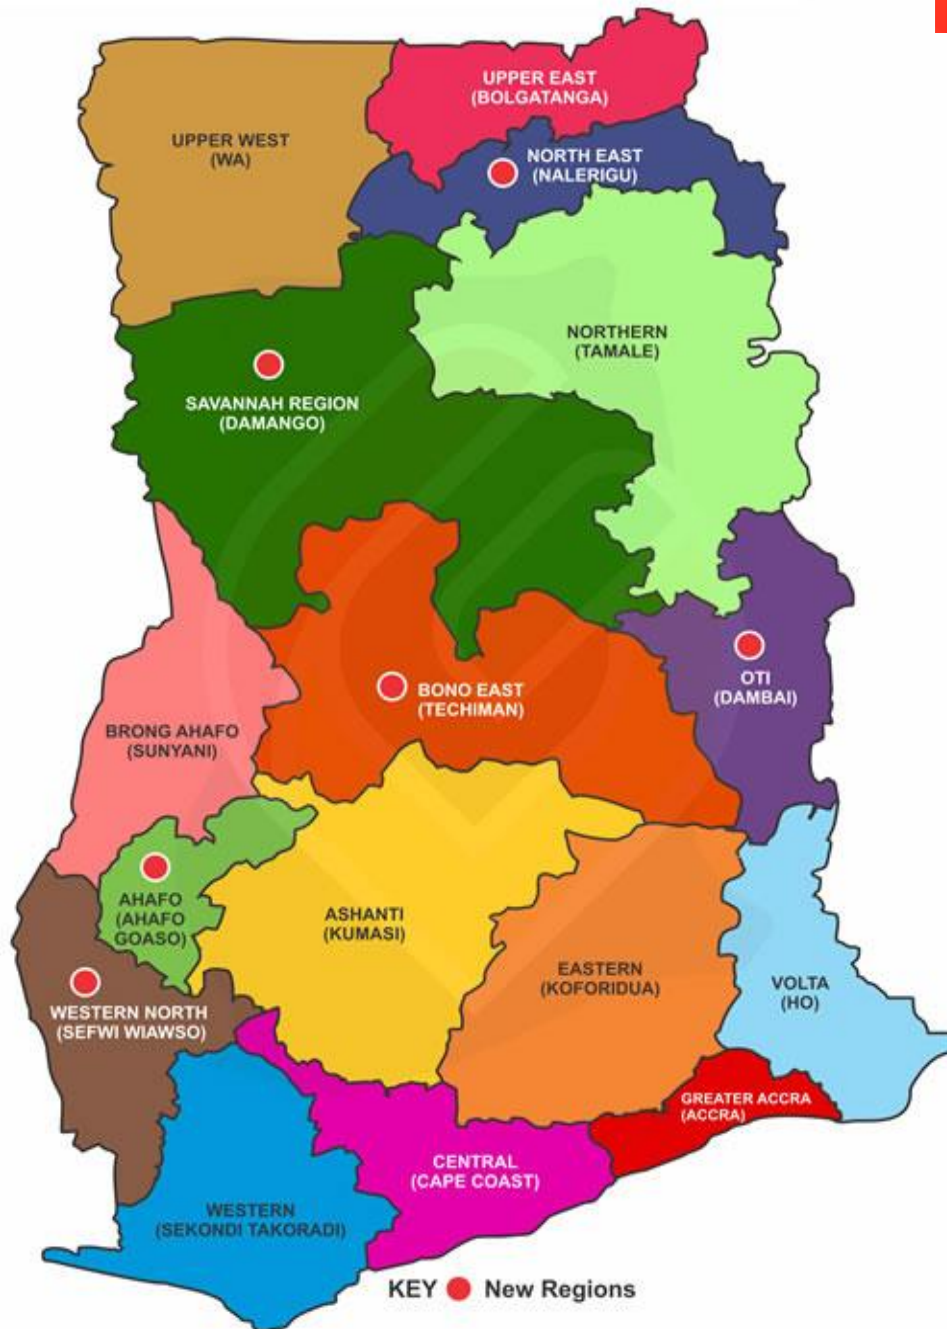 UPPER EAST
(BOLGATANGA)
UPPER WEST
(WA)
NORTH EAST
(NALERIGU)
NORTHERN
(TAMALE)
SAVANNAH REGION
(DAMANGO)
OTI
(DAMBAI)
BONO EAST
(TECHIMAN)
BRONG AHAFO
(SUNYANI)
AHAFO
(AHAFO
GOASO)
ASHANTI
(KUMASI)
EASTERN
(KOFORIDUA)
VOLTA
(HO)
WESTERN NORTH
(SEFWI WIAWSO)
GREATER ACCRA
(ACCRA)
CENTRAL
(CAPE COAST)
WESTERN
(SEKONDI TAKORADI)
KEY New Regions